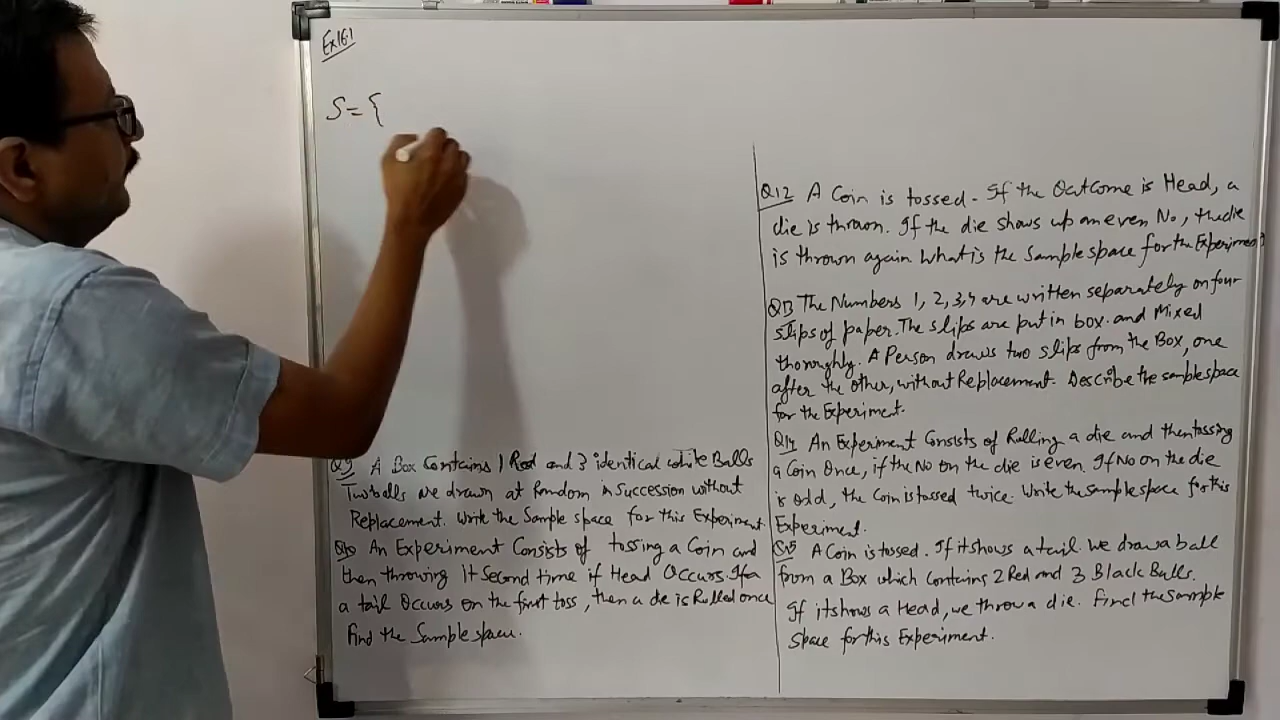 Ex16.1
S={
Q9 A Box Contains 1 Red and 3 identical white Balls
Two balls are drawn at Random in Succession without
Replacement. Write the Sample space for this Experiment.
Q10 An Experiment Consists of tossing a Coin and
then throwing it second time if Head Occurs. If a
a tail Occurs on the first toss, then a die is Rolled once
Find the Sample space.
Q12 A Coin is tossed. If the Outcome is Head, a
die is thrown. If the die shows up an even No, the die
is thrown again What is the Sample space for the Experiment?
Q13 The Numbers 1, 2, 3, 4 are written separately on four
slips of paper. The slips are put in box and Mixed
thoroughly. A Person draws two slips from the Box, one
after the other, without Replacement. Describe the sample space
for the Experiment.
Q14 An Experiment Consists of Rolling a die and then tossing
a Coin Once, if the No on the die is even. If No on the die
is odd, the Coin is tossed twice. Write the sample space for this
Experiment.
Q15 A Coin is tossed. If it shows a tail we draw a ball
from a Box which Contains 2 Red and 3 Black Balls.
If it shows a Head, we throw a die. Find the Sample
Space for this Experiment.